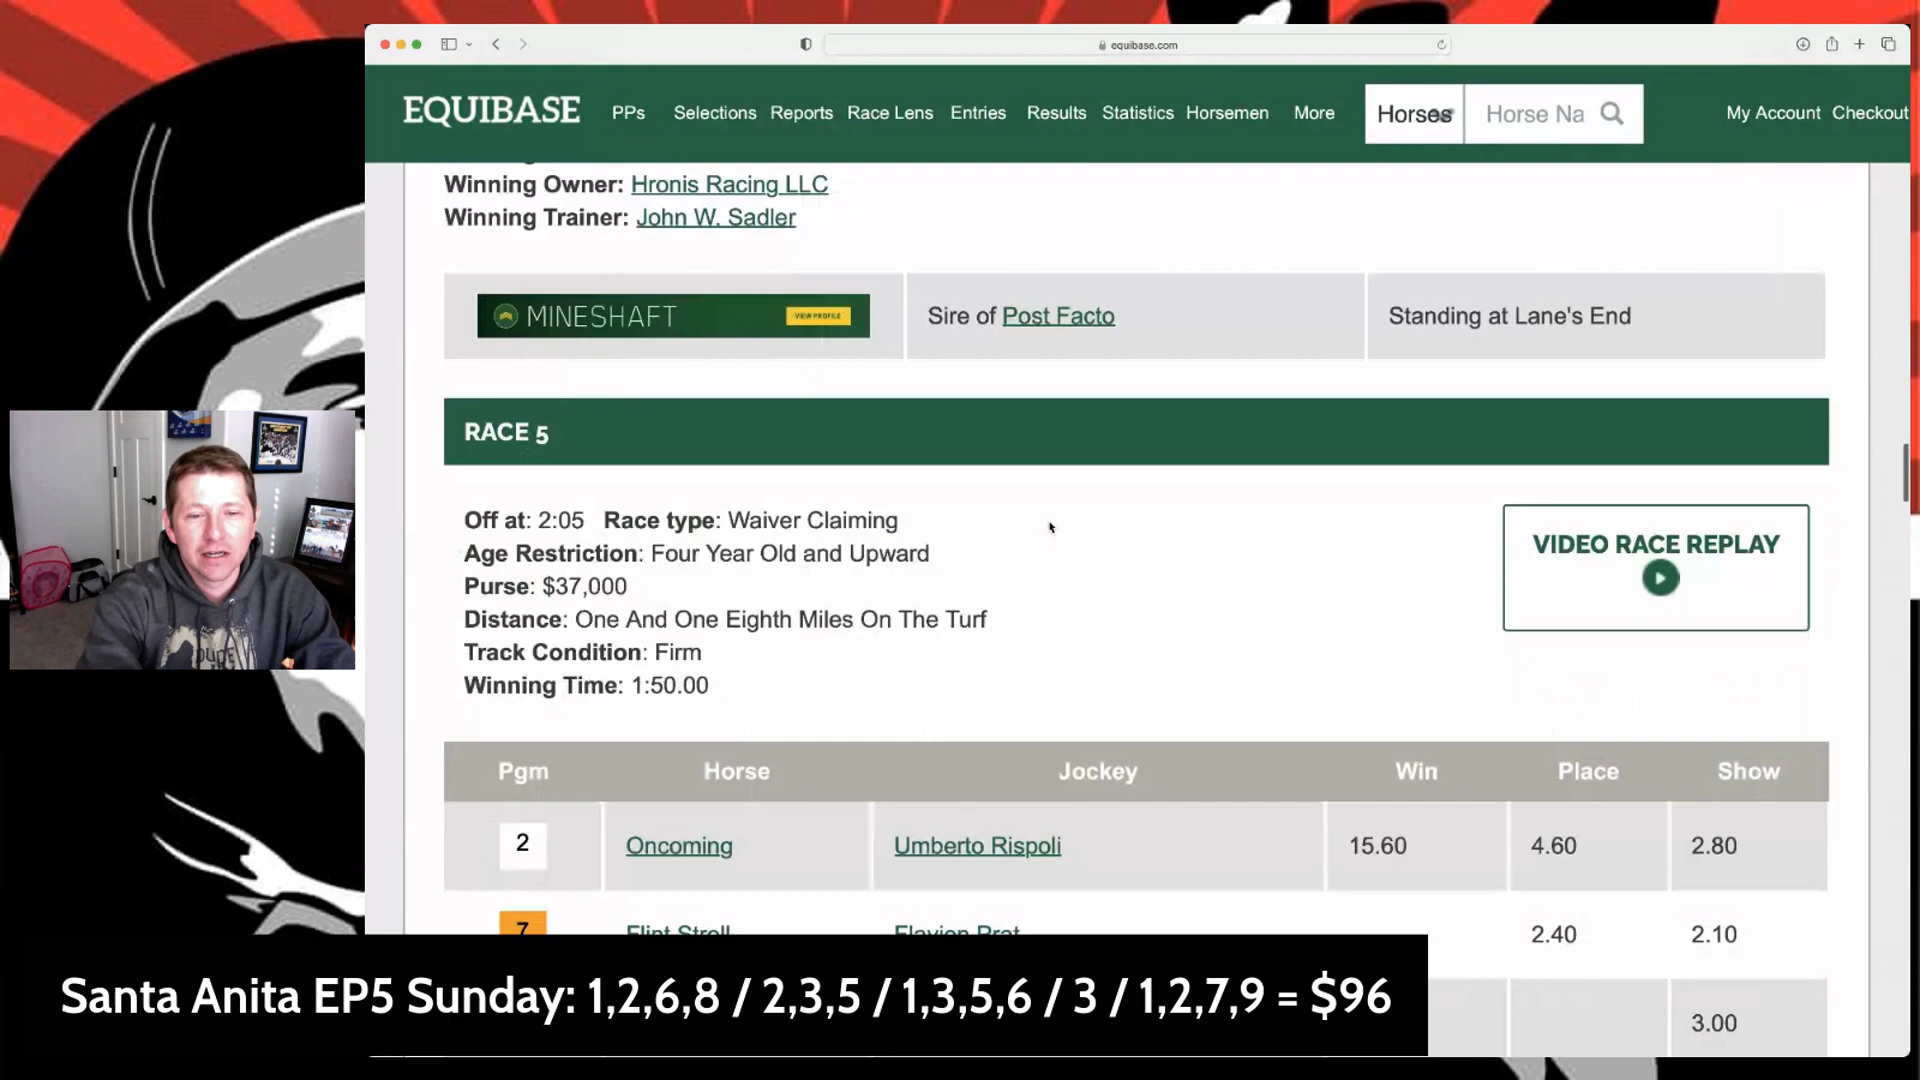 equibase.com
EQUIBASE PPs Selections Reports Race Lens Entries Results Statistics Horsemen More Horses Horse Na My Account Checkout
Winning Owner: Hronis Racing LLC
Winning Trainer: John W. Sadler
MINESHAFT VIEW PROFILE Sire of Post Facto Standing at Lane's End
RACE 5
Off at: 2:05 Race type: Waiver Claiming
Age Restriction: Four Year Old and Upward
Purse: $37,000
Distance: One And One Eighth Miles On The Turf
Track Condition: Firm
Winning Time: 1:50.00
VIDEO RACE REPLAY
Pgm Horse Jockey Win Place Show
2 Oncoming Umberto Rispoli 15.60 4.60 2.80
7 Flint Stroll Flavien Prat 2.40 2.10
3.00
Santa Anita EP5 Sunday: 1,2,6,8 / 2,3,5 / 1,3,5,6 / 3 / 1,2,7,9 = $96